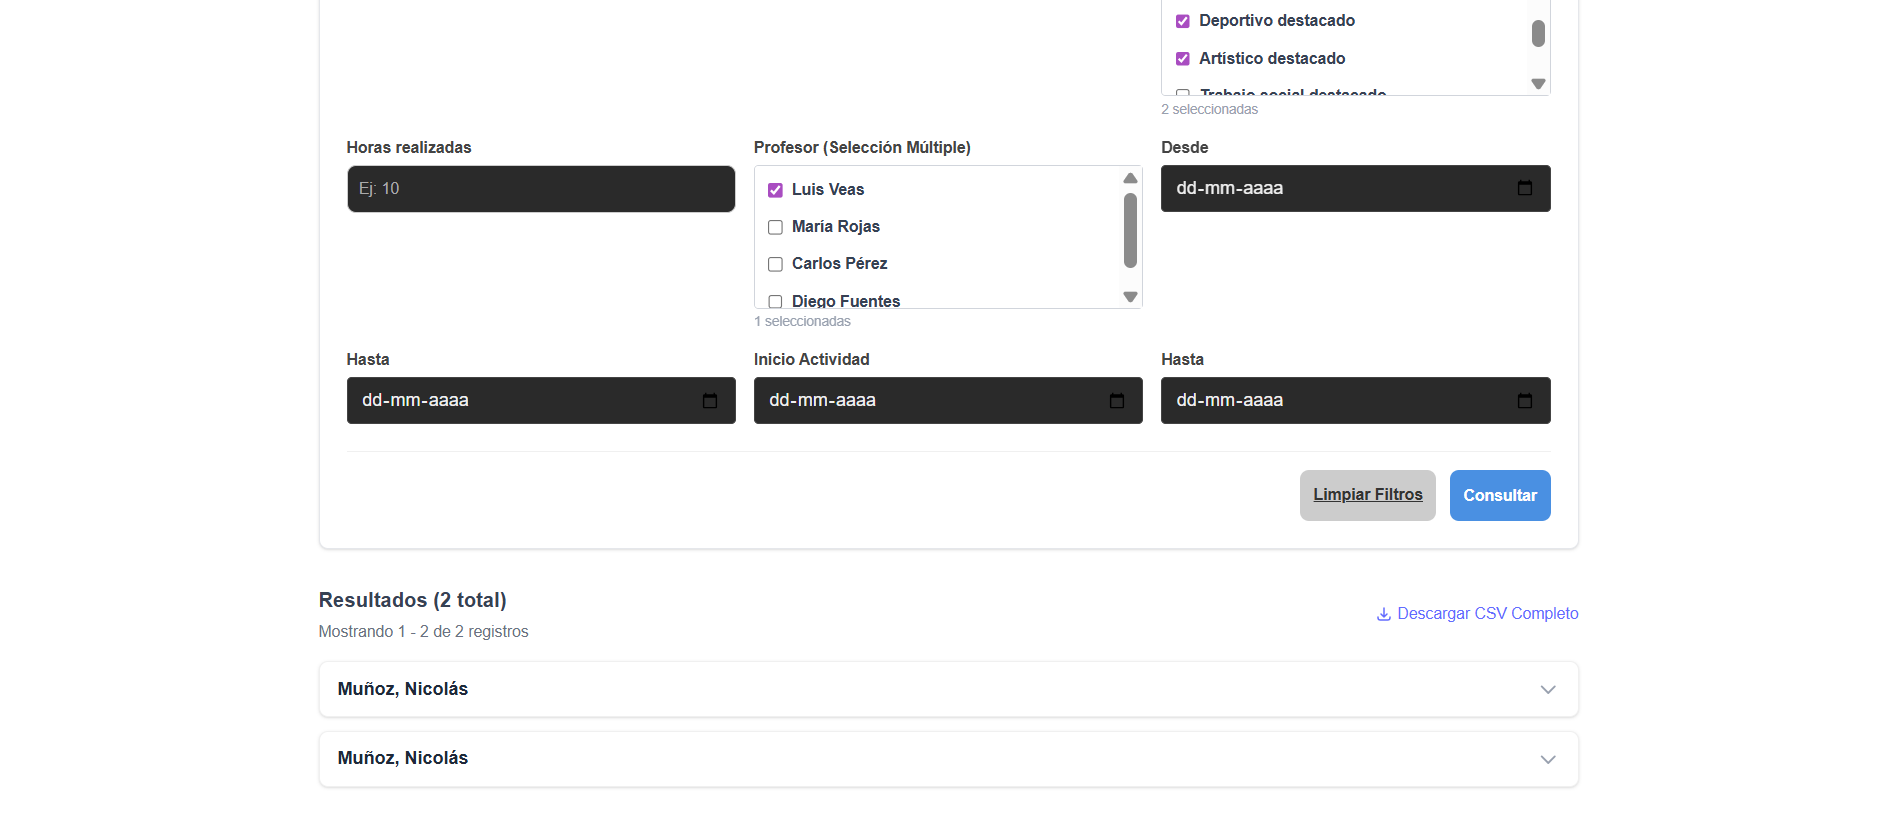 Deportivo destacado
Artístico destacado
Trabajo social destacado
2 seleccionadas
Horas realizadas
Profesor (Selección Múltiple)
Desde
Ej: 10
Luis Veas
dd-mm-aaaa
María Rojas
Carlos Pérez
Diego Fuentes
1 seleccionadas
Hasta
Inicio Actividad
Hasta
dd-mm-aaaa
dd-mm-aaaa
dd-mm-aaaa
Limpiar Filtros
Consultar
Resultados (2 total)
Descargar CSV Completo
Mostrando 1 - 2 de 2 registros
Muñoz, Nicolás
Muñoz, Nicolás